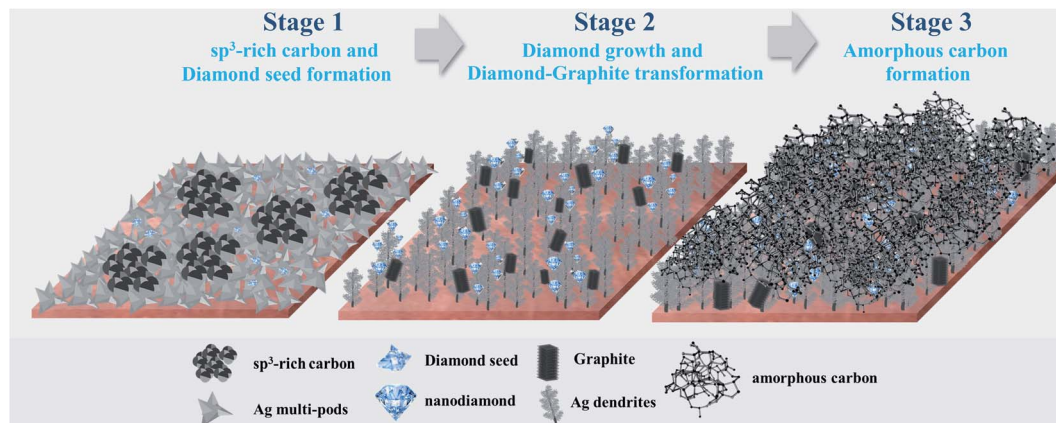 Stage 1
sp³-rich carbon and
Diamond seed formation
Stage 2
Diamond growth and
Diamond-Graphite transformation
Stage 3
Amorphous carbon
formation
sp³-rich carbon
Diamond seed
Graphite
amorphous carbon
Ag multi-pods
nanodiamond
Ag dendrites